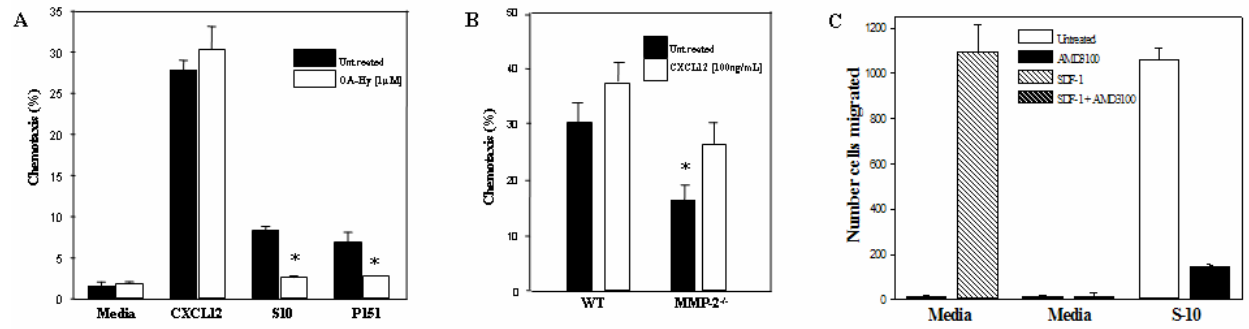 A
35
30
25
20
15
10
5
0
Chemotaxis (%)
Untreated
OA-Hy [1µM]
*
*
Media CXCL12 S10 P151
B
50
40
30
20
10
0
Chemotaxis (%)
Untreated
CXCL12 [100ng/mL]
*
WT MMP-2-/-
C
1200
1000
800
600
400
200
0
Number cells migrated
Untreated
AMD3100
SDF-1
SDF-1 + AMD3100
Media Media S-10